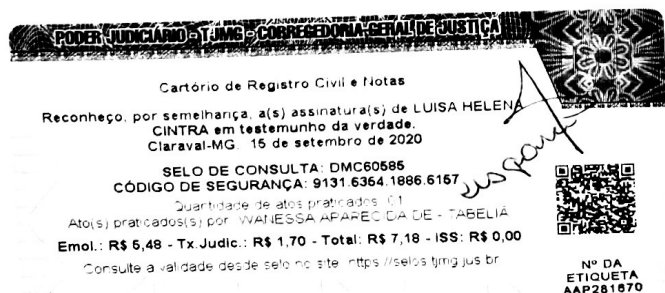 PODER JUDICIÁRIO - TJMG - CORREGEDORIA-GERAL DE JUSTIÇA
Cartório de Registro Civil e Notas
Reconheço, por semelhança, a(s) assinatura(s) de LUISA HELENA
CINTRA em testemunho da verdade.
Claraval-MG, 15 de setembro de 2020
SELO DE CONSULTA: DMC60585
CÓDIGO DE SEGURANÇA: 9131.6364.1886.6157
Quantidade de atos praticados: 01
Ato(s) praticados(s) por: WANESSA APARECIDA DE - TABELIÃ
Emol.: R$ 5,48 - Tx.Judic.: R$ 1,70 - Total: R$ 7,18 - ISS: R$ 0,00
Consulte a validade desde selo no site: https://selos.tjmg.jus.br
Nº DA
ETIQUETA
AAP281670